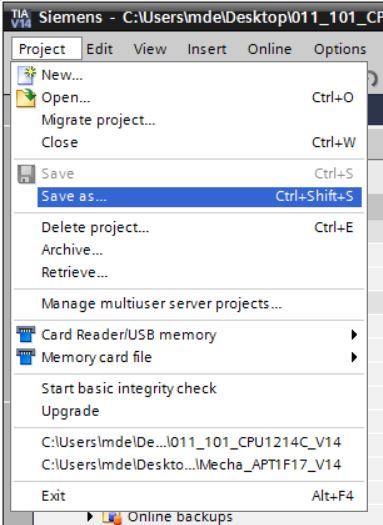 TIA V14 Siemens - C:\Users\mde\Desktop\011_101_CP
Project Edit View Insert Online Options
New...
Open... Ctrl+O
Migrate project...
Close Ctrl+W
Save Ctrl+S
Save as... Ctrl+Shift+S
Delete project... Ctrl+E
Archive...
Retrieve...
Manage multiuser server projects...
Card Reader/USB memory
Memory card file
Start basic integrity check
Upgrade
C:\Users\mde\De...\011_101_CPU1214C_V14
C:\Users\mde\Deskto...\Mecha_APT1F17_V14
Exit Alt+F4
Online backups